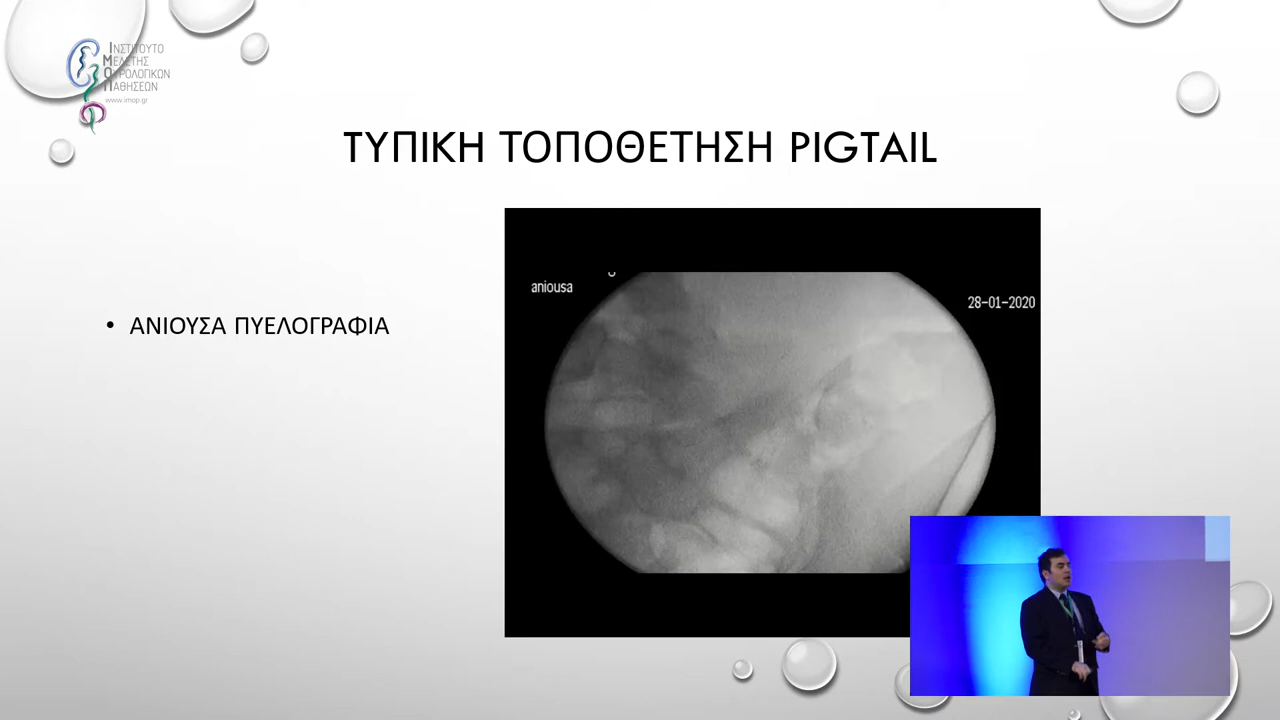 ΙΝΣΤΙΤΟΥΤΟ
ΜΕΛΕΤΗΣ
ΟΥΡΟΛΟΓΙΚΩΝ
ΠΑΘΗΣΕΩΝ
www.imop.gr
ΤΥΠΙΚΗ ΤΟΠΟΘΕΤΗΣΗ PIGTAIL
aniousa
28-01-2020
• ΑΝΙΟΥΣΑ ΠΥΕΛΟΓΡΑΦΙΑ